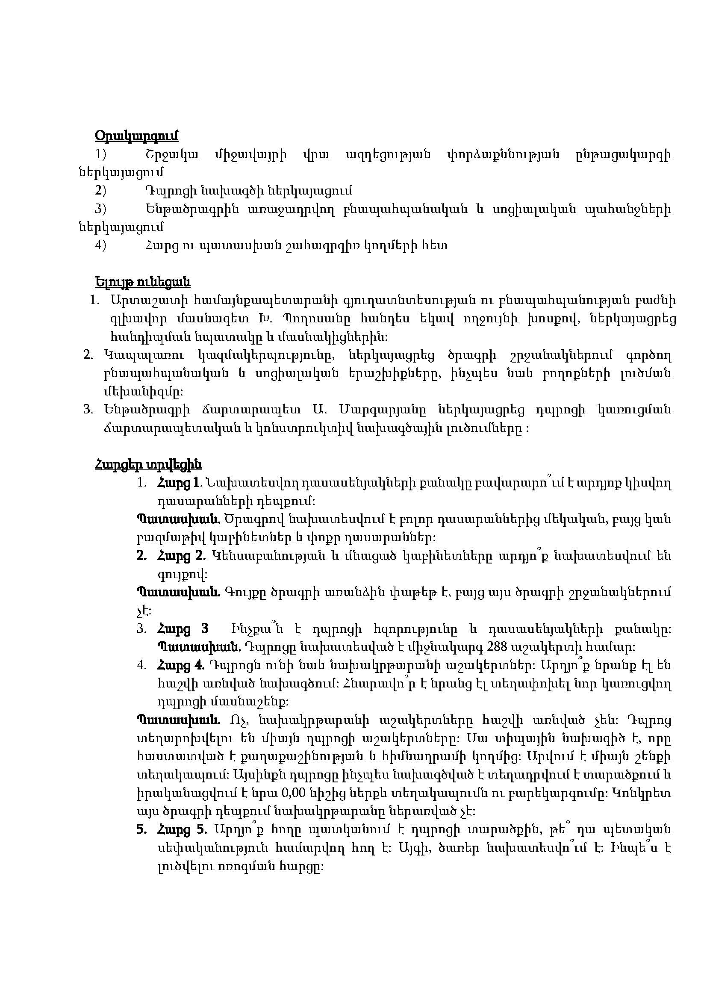 Օրակարգում
1) Շրջակա միջավայրի վրա ազդեցության փորձաքննության ընթացակարգի
ներկայացում
2) Դպրոցի նախագծի ներկայացում
3) Ենթածրագրին առաջադրվող բնապահպանական և սոցիալական պահանջների
ներկայացում
4) Հարց ու պատասխան շահագրգիռ կողմերի հետ
Ելույթ ունեցան
1. Արտաշատի համայնքապետարանի գյուղատնտեսության ու բնապահպանության բաժնի
գլխավոր մասնագետ Խ. Պողոսանը հանդես եկավ ողջույնի խոսքով, ներկայացրեց
հանդիպման նպատակը և մասնակիցներին։
2. Կապալառու կազմակերպությունը, ներկայացրեց ծրագրի շրջանակներում գործող
բնապահպանական և սոցիալական երաշխիքները, ինչպես նաև բողոքների լուծման
մեխանիզմը։
3. Ենթածրագրի ճարտարապետ Ա. Մարգարյանը ներկայացրեց դպրոցի կառուցման
ճարտարապետական և կոնստրուկտիվ նախագծային լուծումները ։
Հարցեր տրվեցին
1. Հարց 1. Նախատեսվող դասասենյակների քանակը բավարարո՞ւմ է արդյոք կիսվող
դասարանների դեպքում։
Պատասխան. Ծրագրով նախատեսվում է բոլոր դասարաններից մեկական, բայց կան
բազմաթիվ կաբինետներ և փոքր դասարաններ։
2. Հարց 2. Կենսաբանության և մնացած կաբինետները արդյո՞ք նախատեսվում են
գույքով։
Պատասխան. Գույքը ծրագրի առանձին փաթեթ է, բայց այս ծրագրի շրջանակներում
չէ։
3. Հարց 3 Ինչքա՞ն է դպրոցի հզորությունը և դասասենյակների քանակը։
Պատասխան. Դպրոցը նախատեսված է միջնակարգ 288 աշակերտի համար։
4. Հարց 4. Դպրոցն ունի նաև նախակրթարանի աշակերտներ։ Արդյո՞ք նրանք էլ են
հաշվի առնված նախագծում։ Հնարավո՞ր է նրանց էլ տեղափոխել նոր կառուցվող
դպրոցի մասնաշենք։
Պատասխան. Ոչ, նախակրթարանի աշակերտները հաշվի առնված չեն։ Դպրոց
տեղարոխվելու են միայն դպրոցի աշակերտները։ Սա տիպային նախագիծ է, որը
հաստատված է քաղաքաշինության և հիմնադրամի կողմից։ Արվում է միայն շենքի
տեղակապում։ Այսինքն դպրոցը ինչպես նախագծված է տեղադրվում է տարածքում և
իրականացվում է նրա 0,00 նիշից ներքև տեղակապումն ու բարեկարգումը։ Կոնկրետ
այս ծրագրի դեպքում նախակրթարանը ներառված չէ։
5. Հարց 5. Արդյո՞ք հողը պատկանում է դպրոցի տարածքին, թե՞ դա պետական
սեփականություն համարվող հող է։ Այգի, ծառեր նախատեսվո՞ւմ է։ Ինպե՞ս է
լուծվելու ոռոգման հարցը։